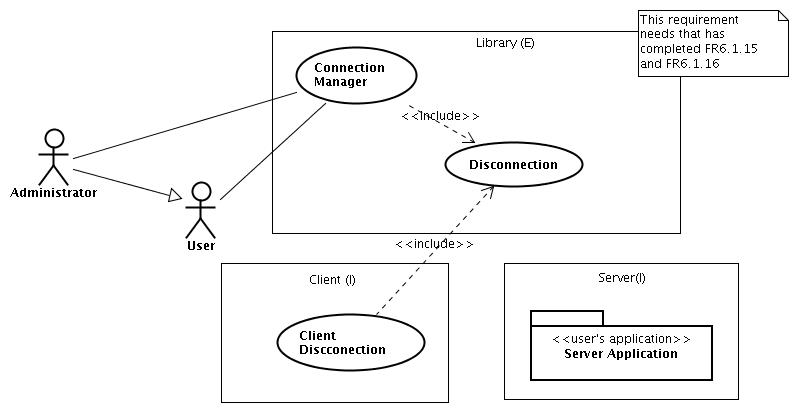 This requirement
needs that has
completed FR6.1.15
and FR6.1.16
Library (E)
Connection
Manager
<<include>>
Disconnection
Administrator
User
<<include>>
Client (I)
Client
Discconection
Server(I)
<<user's application>>
Server Application